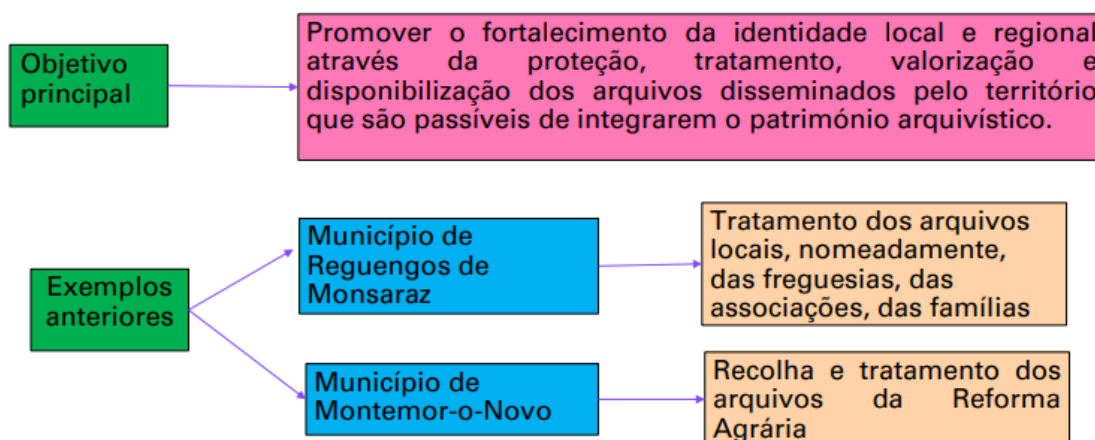 Objetivo
principal
Promover o fortalecimento da identidade local e regional
através da proteção, tratamento, valorização e
disponibilização dos arquivos disseminados pelo território
que são passíveis de integrarem o património arquivístico.
Exemplos
anteriores
Município de
Reguengos de
Monsaraz
Tratamento dos arquivos
locais, nomeadamente,
das freguesias, das
associações, das famílias
Município de
Montemor-o-Novo
Recolha e tratamento dos
arquivos da Reforma
Agrária